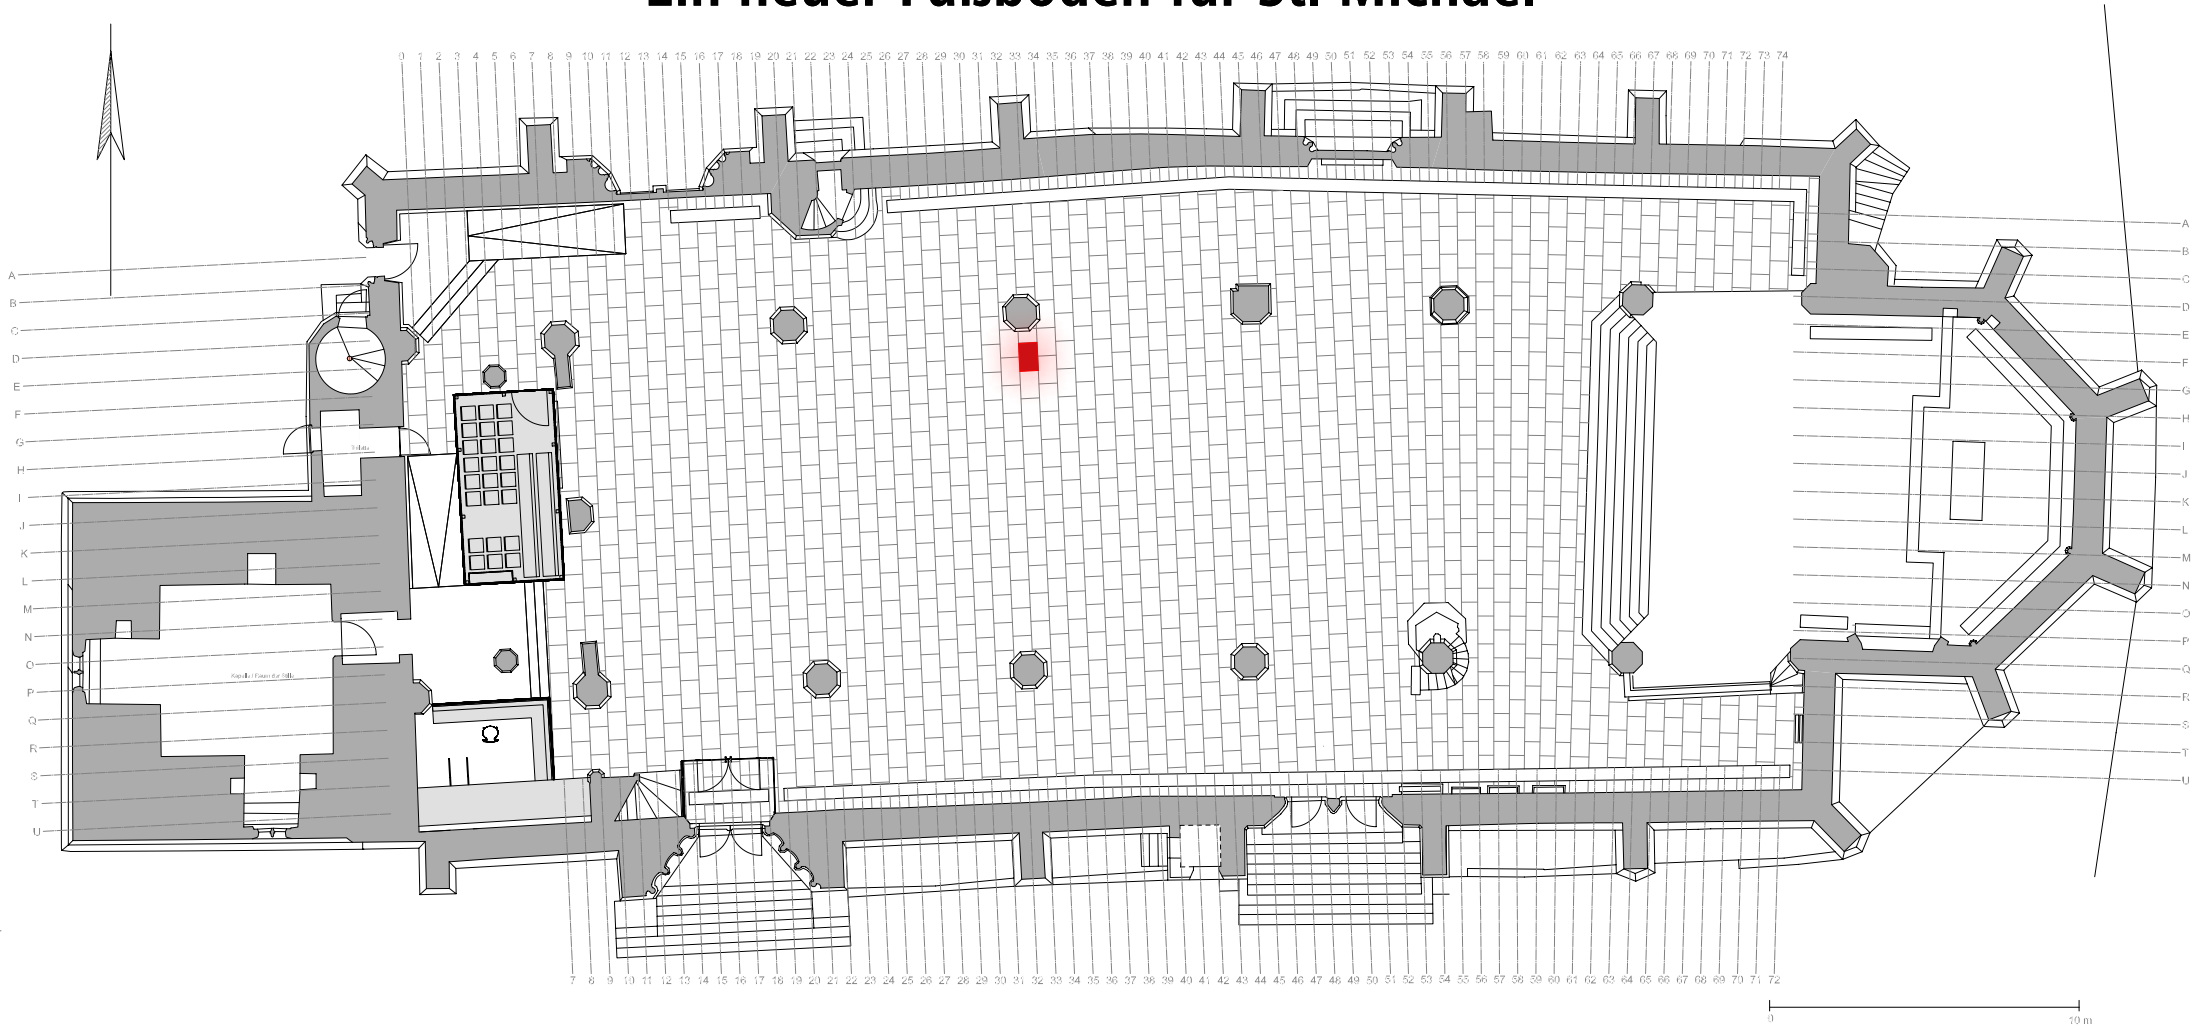 Ein neuer Fußboden für St. Michael
0 1 2 3 4 5 6 7 8 9 10 11 12 13 14 15 16 17 18 19 20 21 22 23 24 25 26 27 28 29 30 31 32 33 34 35 36 37 38 39 40 41 42 43 44 45 46 47 48 49 50 51 52 53 54 55 56 57 58 59 60 61 62 63 64 65 66 67 68 69 70 71 72 73 74
A
B
C
D
E
F
G
H
I
J
K
L
M
N
O
P
Q
R
S
T
U
A
B
C
D
E
F
G
H
I
J
K
L
M
N
O
P
Q
R
S
T
U
7 8 9 10 11 12 13 14 15 16 17 18 19 20 21 22 23 24 25 26 27 28 29 30 31 32 33 34 35 36 37 38 39 40 41 42 43 44 45 46 47 48 49 50 51 52 53 54 55 56 57 58 59 60 61 62 63 64 65 66 67 68 69 70 71 72
0 10 m